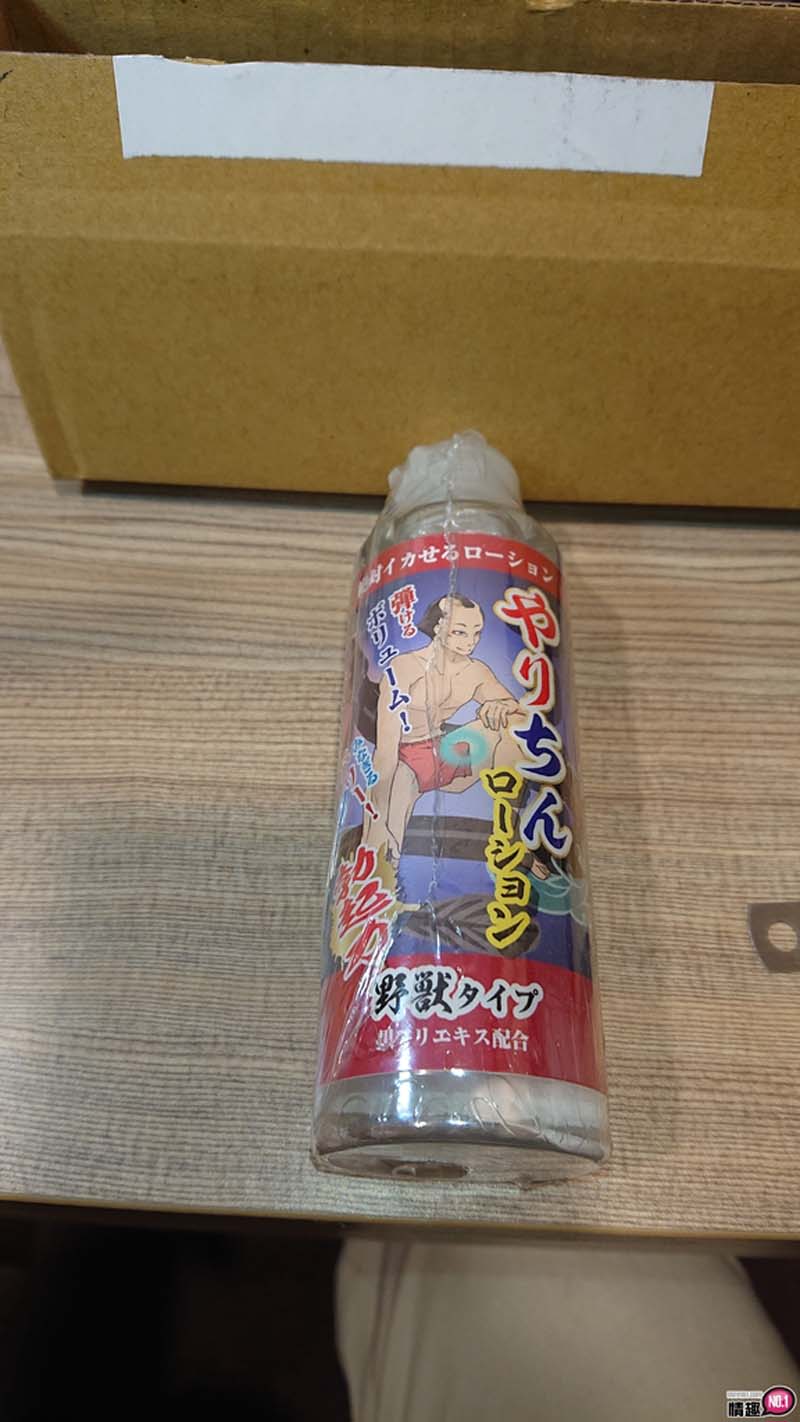 絶対イカせるローション
やりちん
ローション
弾ける
ボリューム！
野獣タイプ
エキス配合
情趣
NO.1